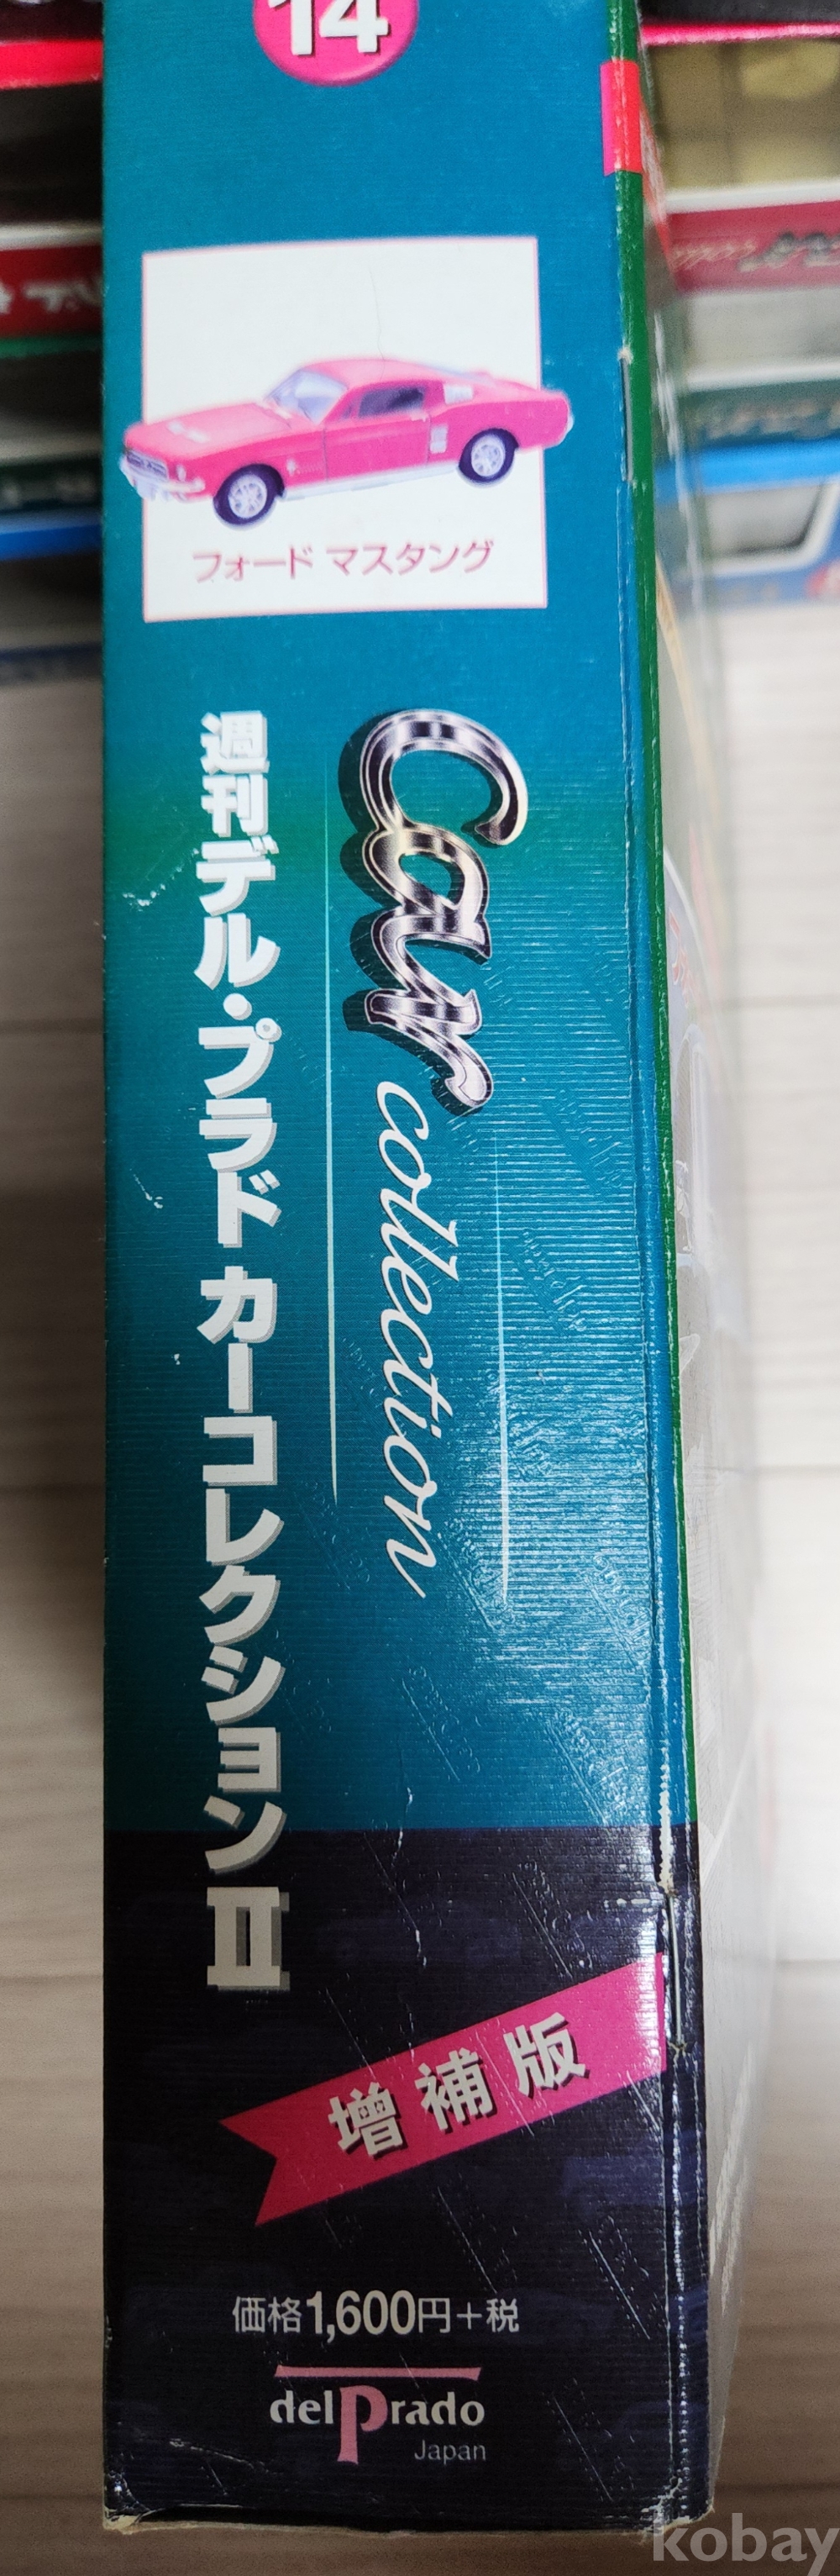 14
フォード マスタング
Car collection
週刊デル・プラド カーコレクションII
増補版
価格1,600円+税
delPrado
Japan
kobay